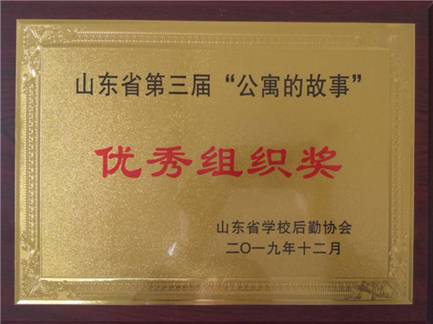 山东省第三届“公寓的故事”
优秀组织奖
山东省学校后勤协会
二〇一九年十二月